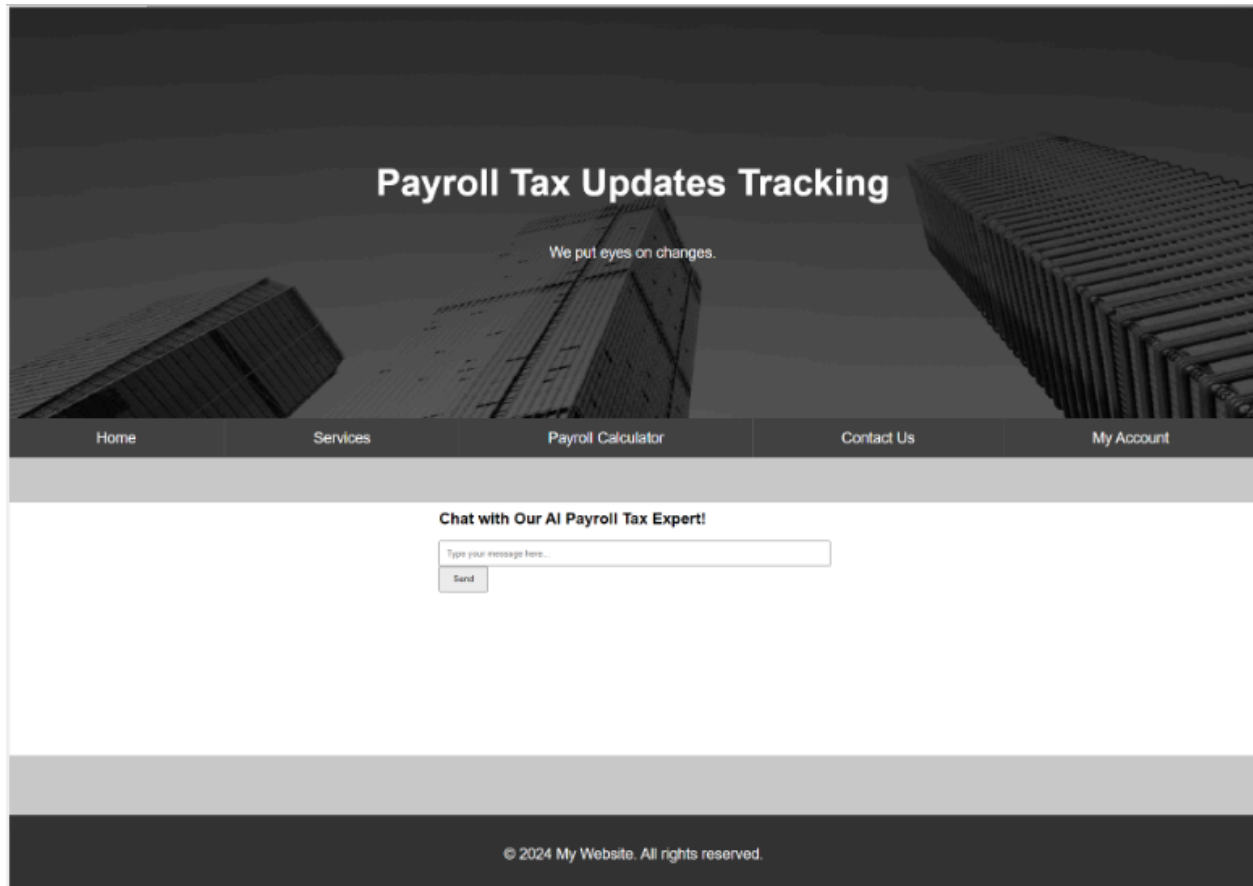 Payroll Tax Updates Tracking
We put eyes on changes.
Home Services Payroll Calculator Contact Us My Account
Chat with Our AI Payroll Tax Expert!
Type your message here...
Send
© 2024 My Website. All rights reserved.